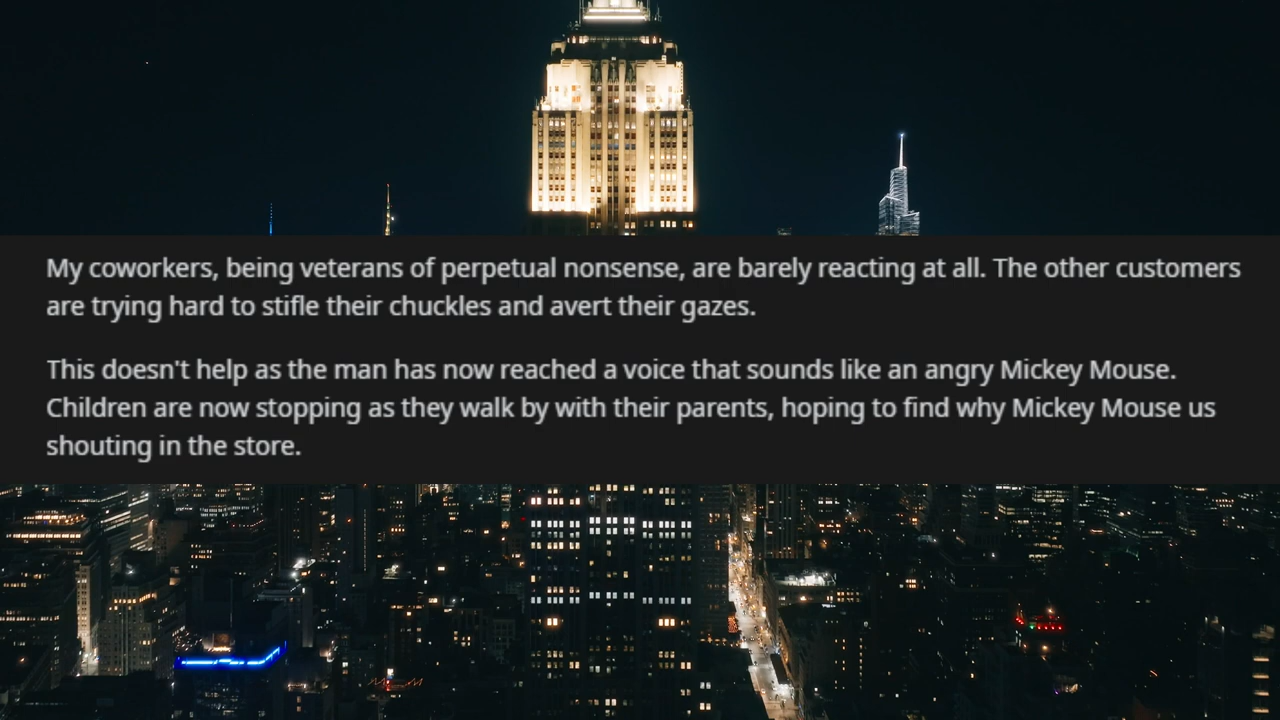 My coworkers, being veterans of perpetual nonsense, are barely reacting at all. The other customers
are trying hard to stifle their chuckles and avert their gazes.
This doesn't help as the man has now reached a voice that sounds like an angry Mickey Mouse.
Children are now stopping as they walk by with their parents, hoping to find why Mickey Mouse us
shouting in the store.